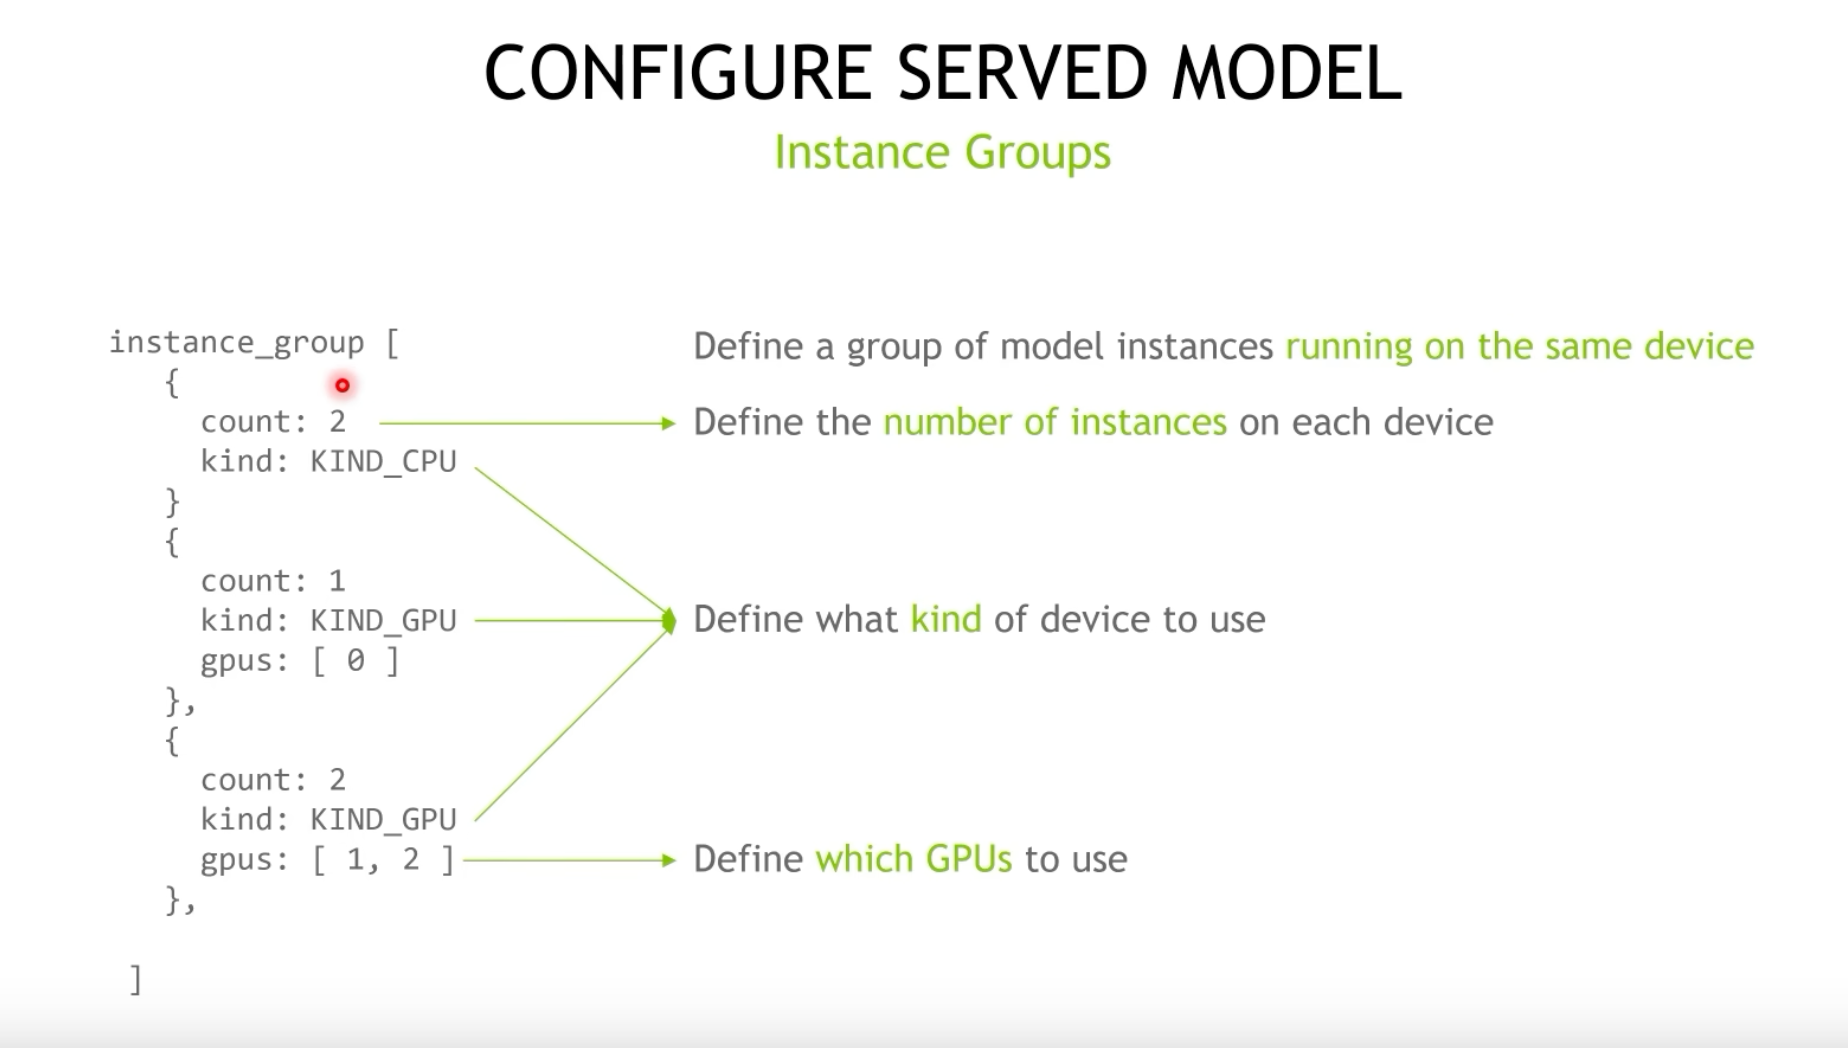 CONFIGURE SERVED MODEL
Instance Groups
instance_group [
{
count: 2
kind: KIND_CPU
}
{
count: 1
kind: KIND_GPU
gpus: [ 0 ]
},
{
count: 2
kind: KIND_GPU
gpus: [ 1, 2 ]
},
]
Define a group of model instances running on the same device
Define the number of instances on each device
Define what kind of device to use
Define which GPUs to use